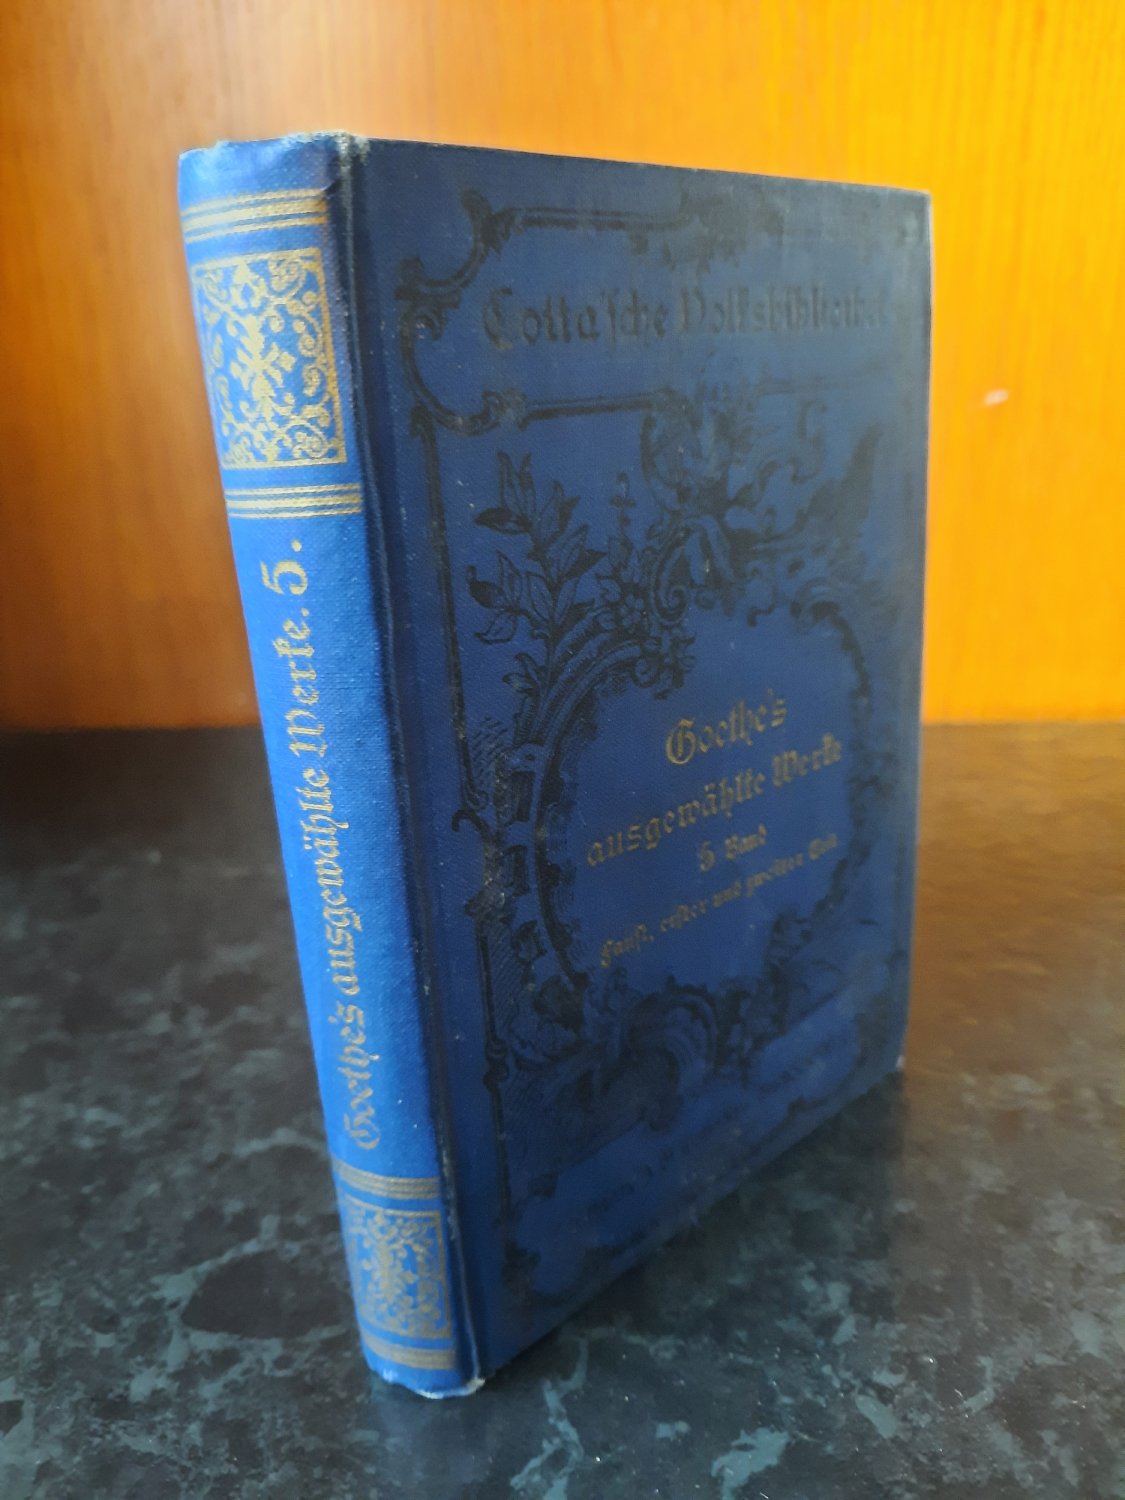 Goethe's ausgewählte Werke. 5.
Cotta'sche Volksbibliothek
Goethe's
ausgewählte Werke
5. Band
Faust, erster und zweiter Teil